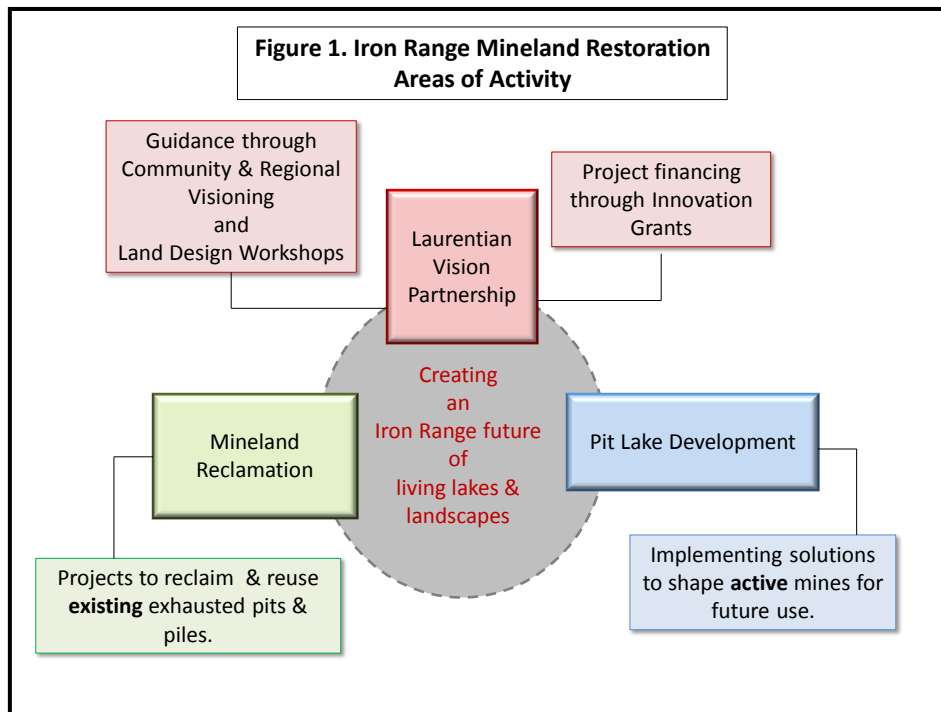 Figure 1. Iron Range Mineland Restoration
Areas of Activity
Guidance through
Community & Regional
Visioning
and
Land Design Workshops
Project financing
through Innovation
Grants
Laurentian
Vision
Partnership
Creating
an
Iron Range future
of
living lakes &
landscapes
Mineland
Reclamation
Pit Lake Development
Projects to reclaim & reuse
existing exhausted pits &
piles.
Implementing solutions
to shape active mines for
future use.